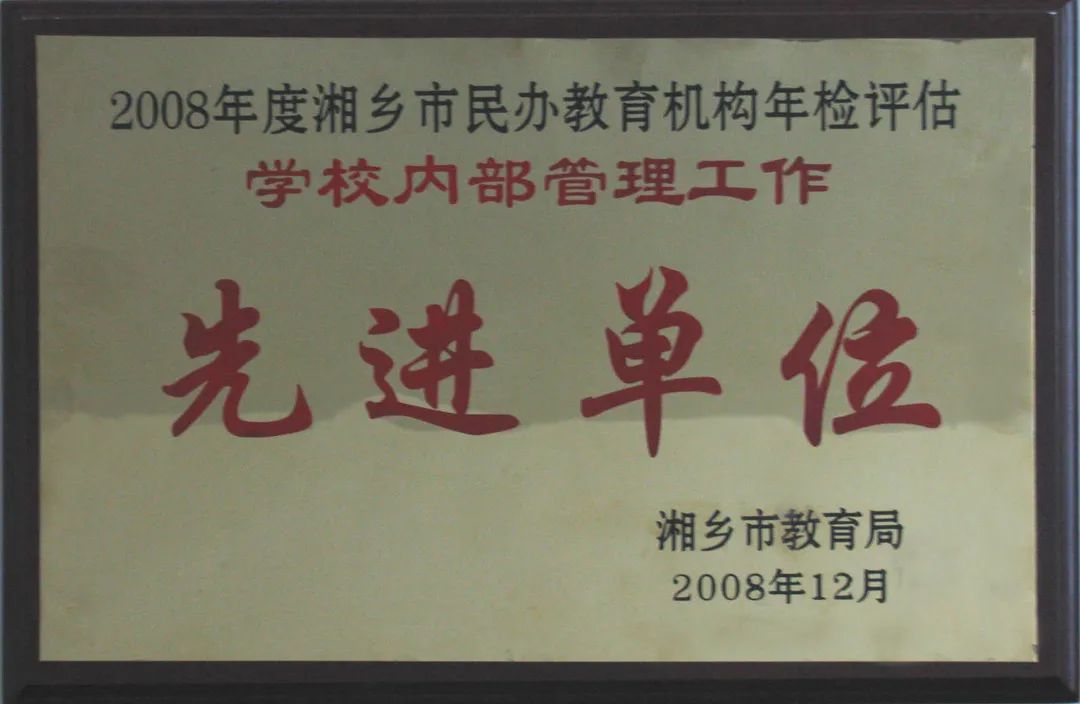 2008年度湘乡市民办教育机构年检评估
学校内部管理工作
先进单位
湘乡市教育局
2008年12月